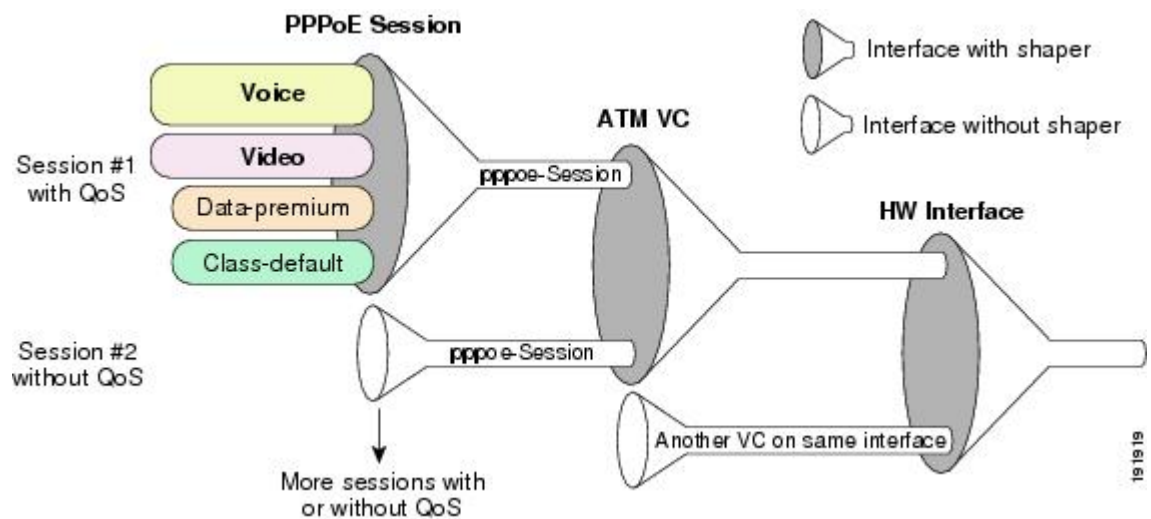 PPPoE Session
Interface with shaper
Interface without shaper
Voice
Video
Data-premium
Class-default
Session #1
with QoS
pppoe-Session
ATM VC
HW Interface
Session #2
without QoS
pppoe-Session
Another VC on same interface
More sessions with
or without QoS
191919